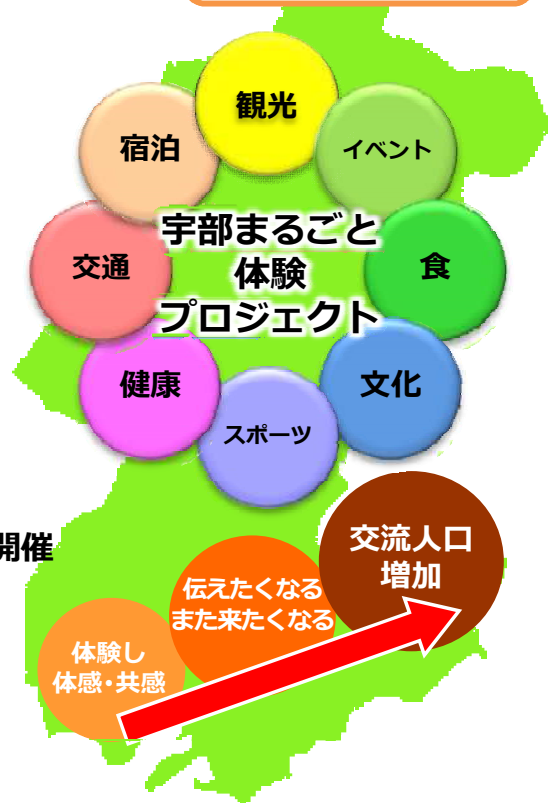 観光
宿泊
イベント
宇部まるごと
体験
プロジェクト
交通
食
健康
文化
スポーツ
開催
交流人口
増加
伝えたくなる
また来たくなる
体験し
体感・共感